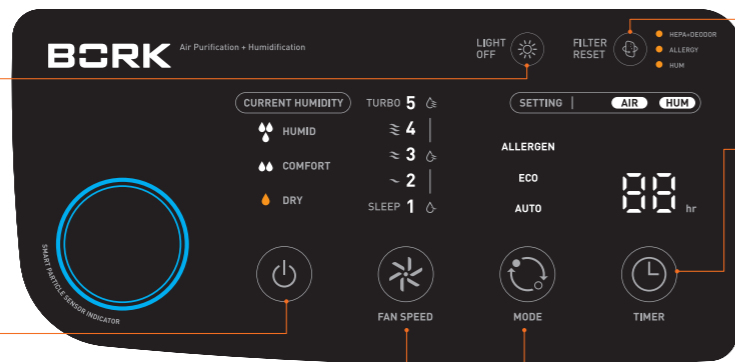 BORK Air Purification + Humidification
LIGHT OFF
FILTER RESET
HEPA+DEODOR
ALLERGY
HUM
CURRENT HUMIDITY
HUMID
COMFORT
DRY
TURBO 5
4
3
2
SLEEP 1
SETTING | AIR HUM
ALLERGEN
ECO
AUTO
88 hr
SMART PARTICLE SENSOR INDICATOR
FAN SPEED
MODE
TIMER